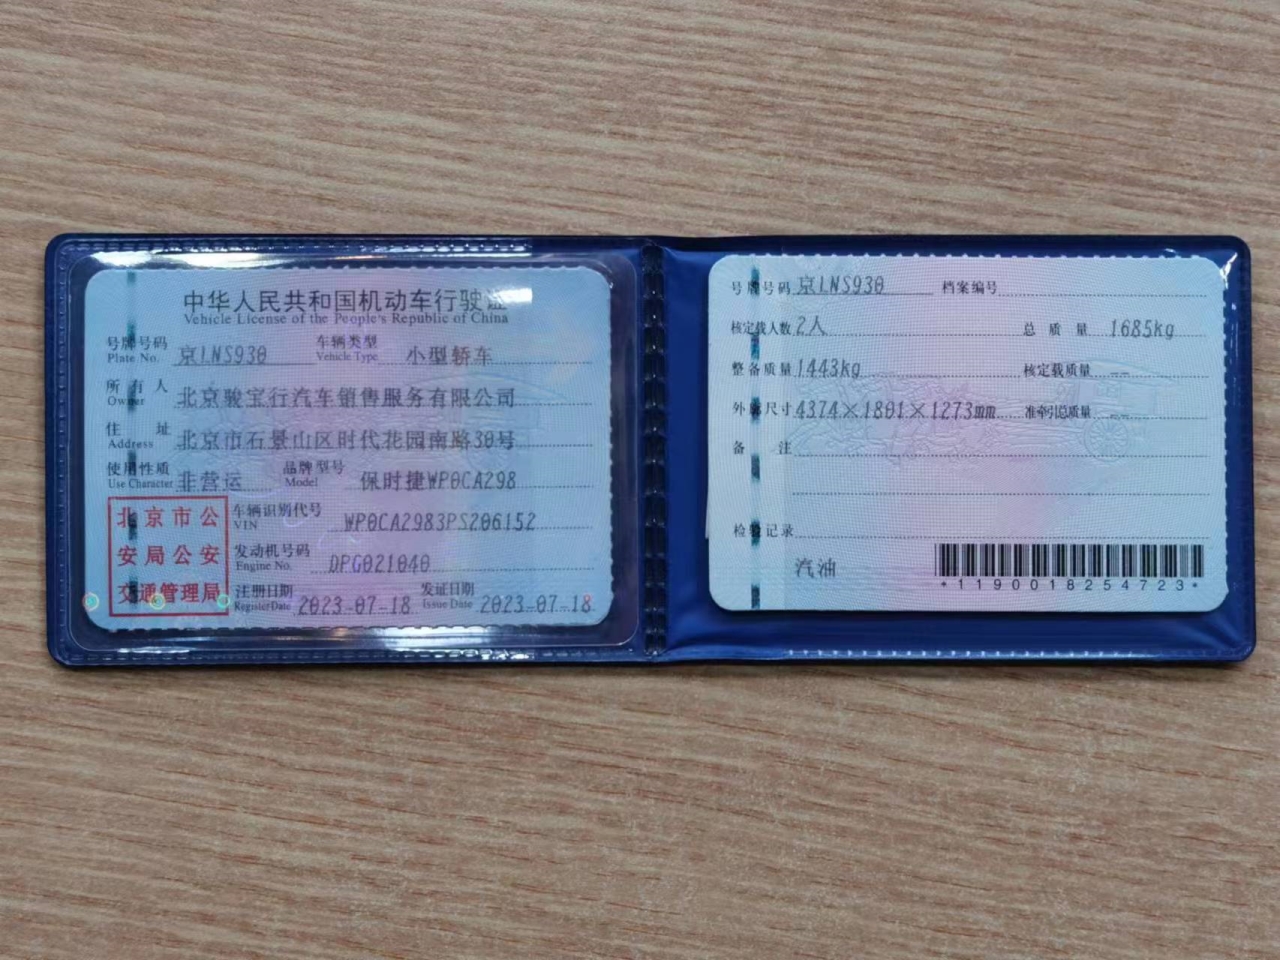 中华人民共和国机动车行驶证
Vehicle License of the People's Republic of China
号牌号码 京LNS930 车辆类型 小型轿车
Plate No. Vehicle Type
所有人 北京骏宝行汽车销售服务有限公司
Owner
住址 北京市石景山区时代花园南路30号
Address
使用性质 非营运 品牌型号 保时捷WP0CA298
Use Character Model
北京市公
安局公安
交通管理局
车辆识别代号 WP0CA2983PS206152
VIN
发动机号码 DPG021040
Engine No.
注册日期 2023-07-18 发证日期 2023-07-18
Register Date Issue Date
号牌号码 京LNS930 档案编号
核定载人数 2人 总质量 1685kg
整备质量 1443kg 核定载质量 --
外廓尺寸 4374×1801×1273mm 准牵引总质量 --
备注
检验记录
汽油
*1190018254723*